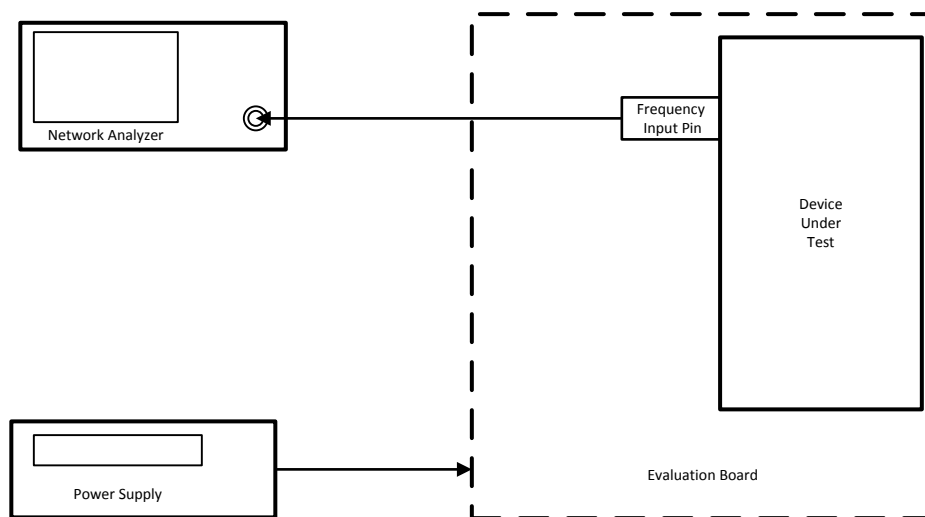 Network Analyzer
Frequency
Input Pin
Device
Under
Test
Power Supply
Evaluation Board